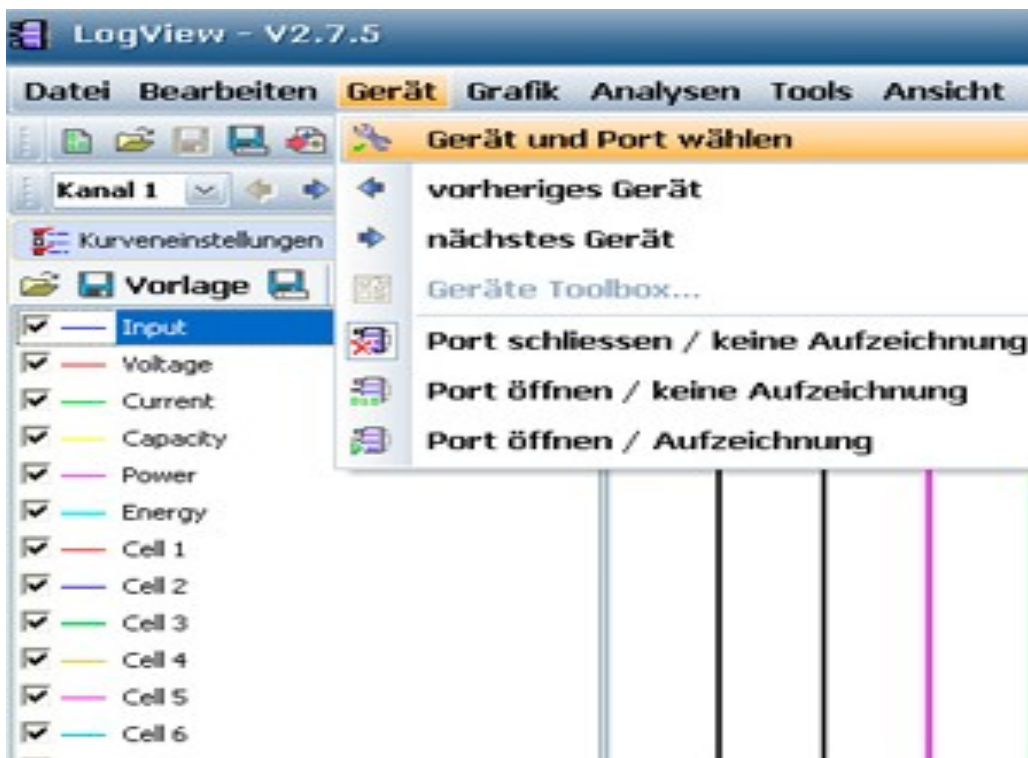 LogView - V2.7.5
Datei Bearbeiten Gerät Grafik Analysen Tools Ansicht
Gerät und Port wählen
Kanal 1
vorheriges Gerät
Kurveneinstellungen
nächstes Gerät
Vorlage
Geräte Toolbox...
Input
Port schliessen / keine Aufzeichnung
Voltage
Port öffnen / keine Aufzeichnung
Current
Port öffnen / Aufzeichnung
Capacity
Power
Energy
Cell 1
Cell 2
Cell 3
Cell 4
Cell 5
Cell 6